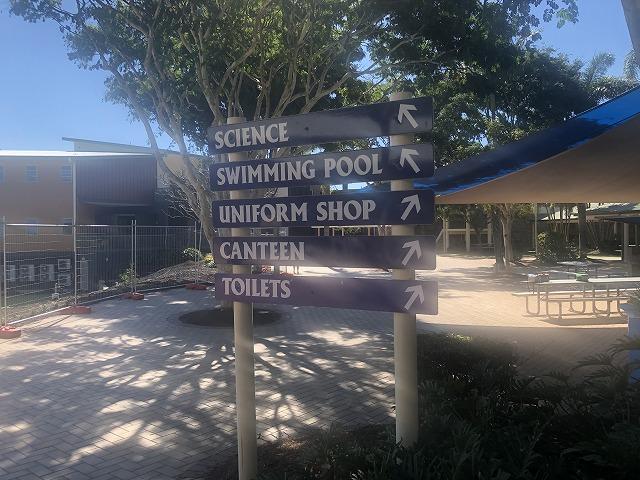 SCIENCE
SWIMMING POOL
UNIFORM SHOP
CANTEEN
TOILETS